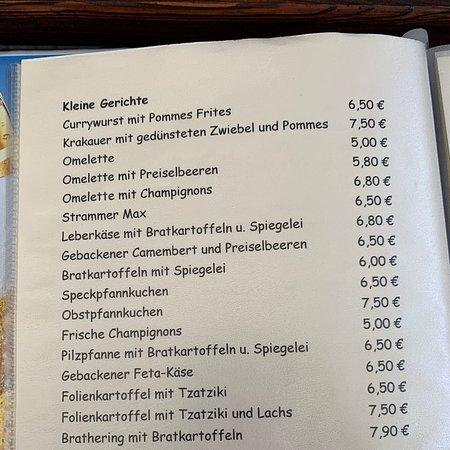 Kleine Gerichte
Currywurst mit Pommes Frites 6,50 €
Krakauer mit gedünsteten Zwiebel und Pommes 7,50 €
Omelette 5,00 €
Omelette mit Preiselbeeren 5,80 €
Omelette mit Champignons 6,80 €
Strammer Max 6,50 €
Leberkäse mit Bratkartoffeln u. Spiegelei 6,80 €
Gebackener Camembert und Preiselbeeren 6,50 €
Bratkartoffeln mit Spiegelei 6,00 €
Speckpfannkuchen 6,50 €
Obstpfannkuchen 7,50 €
Frische Champignons 5,00 €
Pilzpfanne mit Bratkartoffeln u. Spiegelei 6,50 €
Gebackener Feta-Käse 6,50 €
Folienkartoffel mit Tzatziki 6,50 €
Folienkartoffel mit Tzatziki und Lachs 7,50 €
Brathering mit Bratkartoffeln 7,90 €